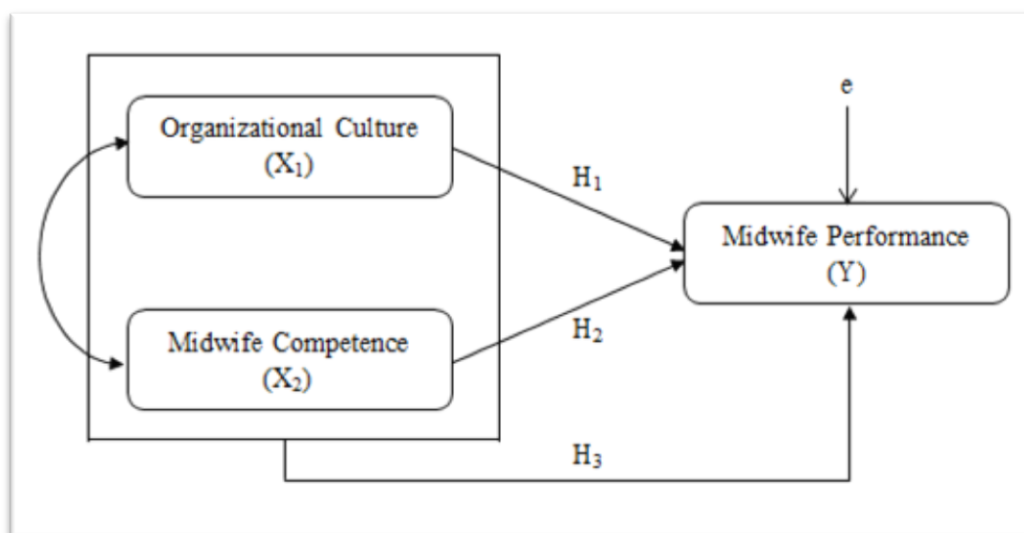 Organizational Culture
(X₁)
H₁
e
Midwife Performance
(Y)
Midwife Competence
(X₂)
H₂
H₃